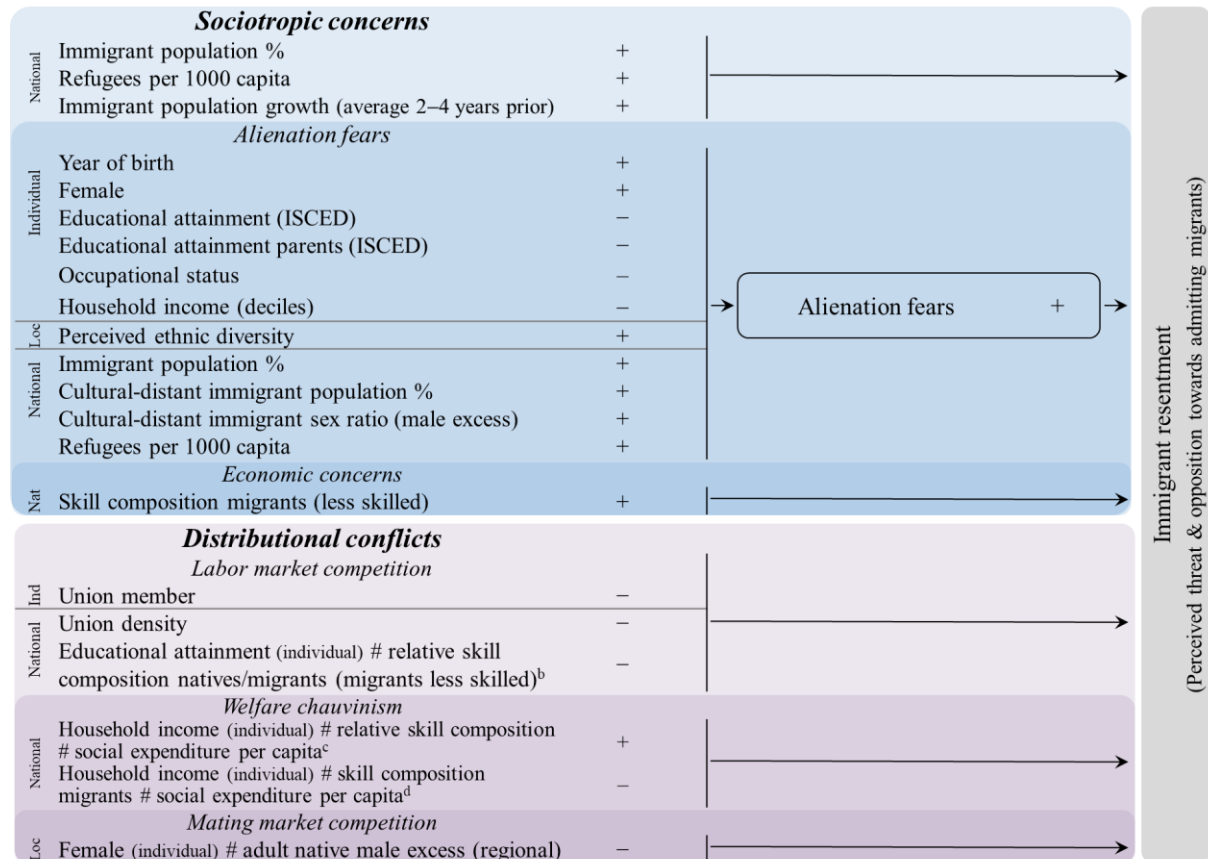 Sociotropic concerns
National
Immigrant population % +
Refugees per 1000 capita +
Immigrant population growth (average 2–4 years prior) +
Alienation fears
Individual
Year of birth +
Female +
Educational attainment (ISCED) –
Educational attainment parents (ISCED) –
Occupational status –
Household income (deciles) –
Alienation fears +
Loc
Perceived ethnic diversity +
National
Immigrant population % +
Cultural-distant immigrant population % +
Cultural-distant immigrant sex ratio (male excess) +
Refugees per 1000 capita +
Economic concerns
Nat
Skill composition migrants (less skilled) +
Distributional conflicts
Labor market competition
Ind
Union member –
National
Union density –
Educational attainment (individual) # relative skill
composition natives/migrants (migrants less skilled)ᵇ –
Welfare chauvinism
National
Household income (individual) # relative skill composition
# social expenditure per capitaᶜ +
Household income (individual) # skill composition
migrants # social expenditure per capitaᵈ –
Mating market competition
Loc
Female (individual) # adult native male excess (regional) –
Immigrant resentment
(Perceived threat & opposition towards admitting migrants)